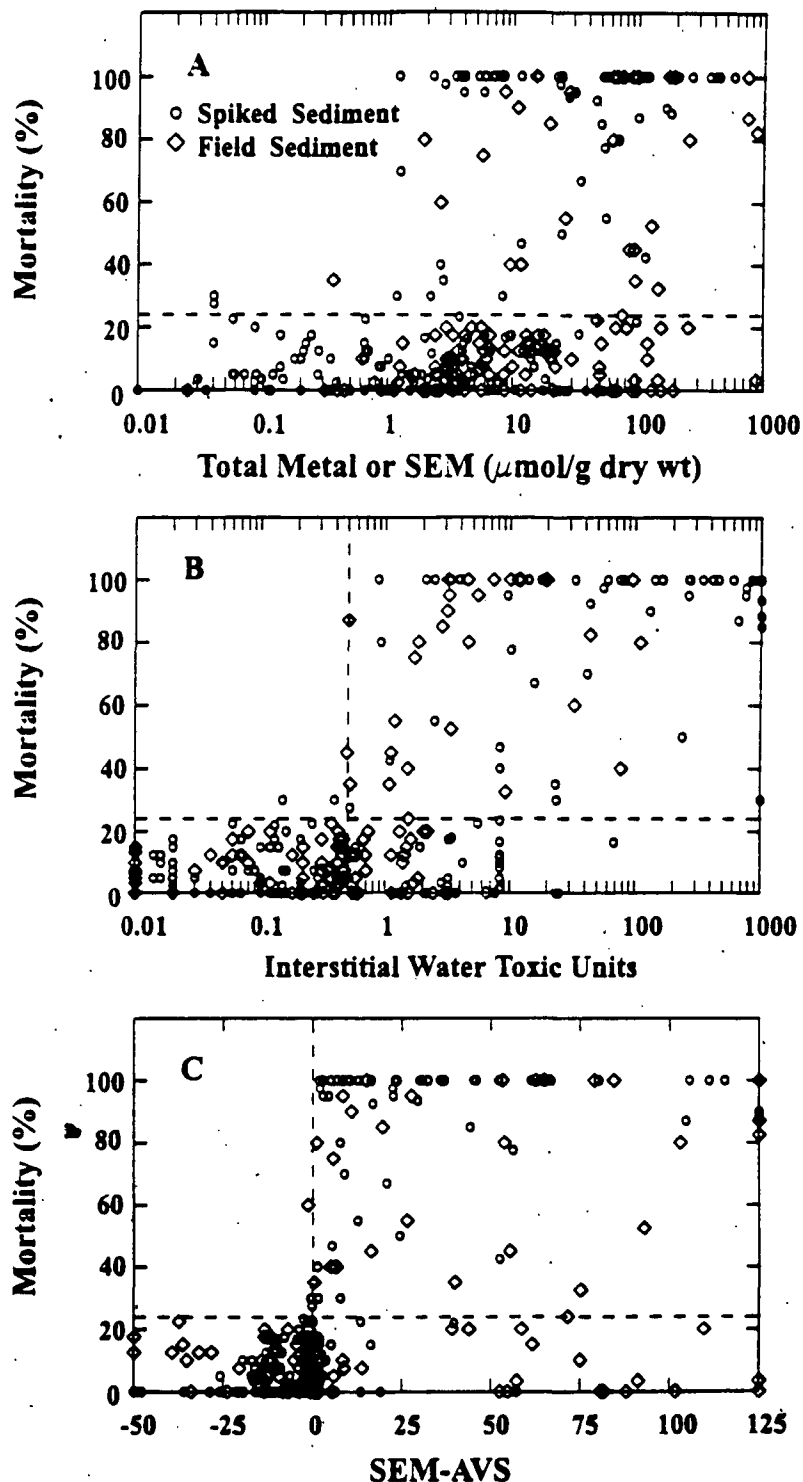 A
○ Spiked Sediment
◇ Field Sediment
Mortality (%)
100
80
60
40
20
0
0.01 0.1 1 10 100 1000
Total Metal or SEM (μmol/g dry wt)
B
Mortality (%)
100
80
60
40
20
0
0.01 0.1 1 10 100 1000
Interstitial Water Toxic Units
C
Mortality (%)
100
80
60
40
20
0
-50 -25 0 25 50 75 100 125
SEM-AVS